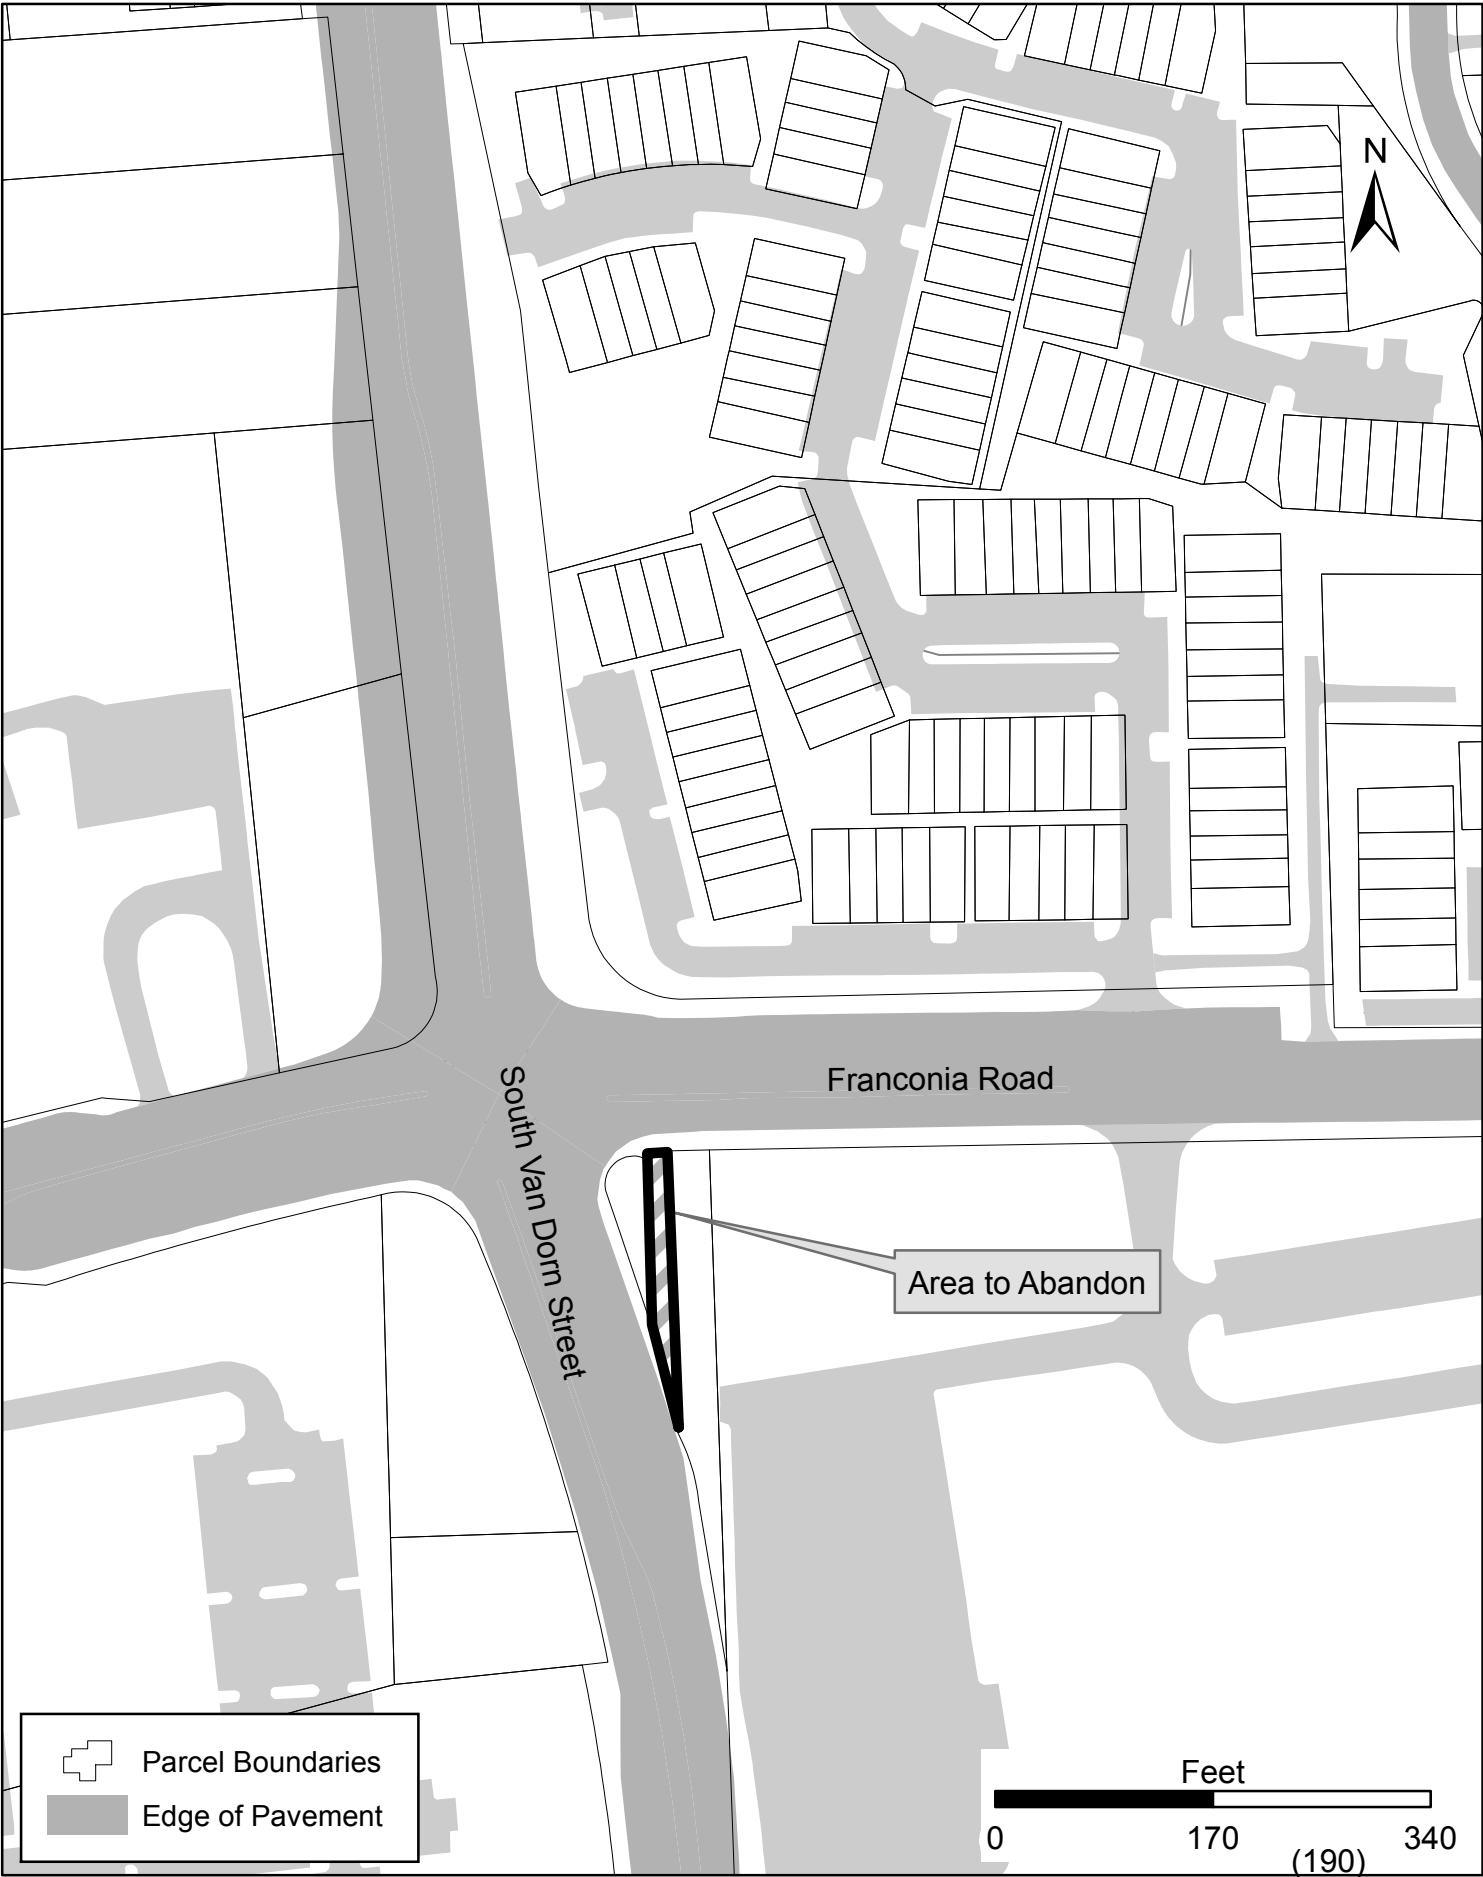 N
Franconia Road
South Van Dorn Street
Area to Abandon
Parcel Boundaries
Edge of Pavement
Feet
0 170 340
(190)